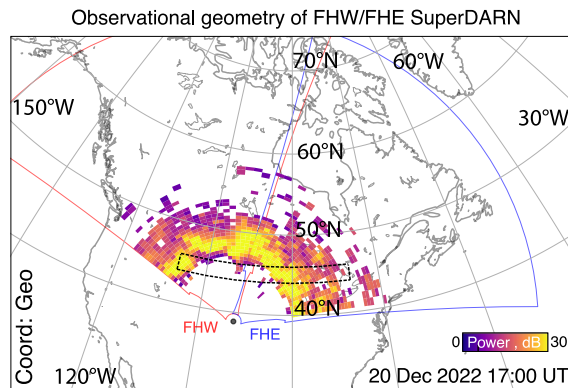 Observational geometry of FHW/FHE SuperDARN
70°N
60°W
150°W
30°W
60°N
50°N
40°N
FHW
FHE
Coord: Geo
0 Power , dB 30
120°W
20 Dec 2022 17:00 UT